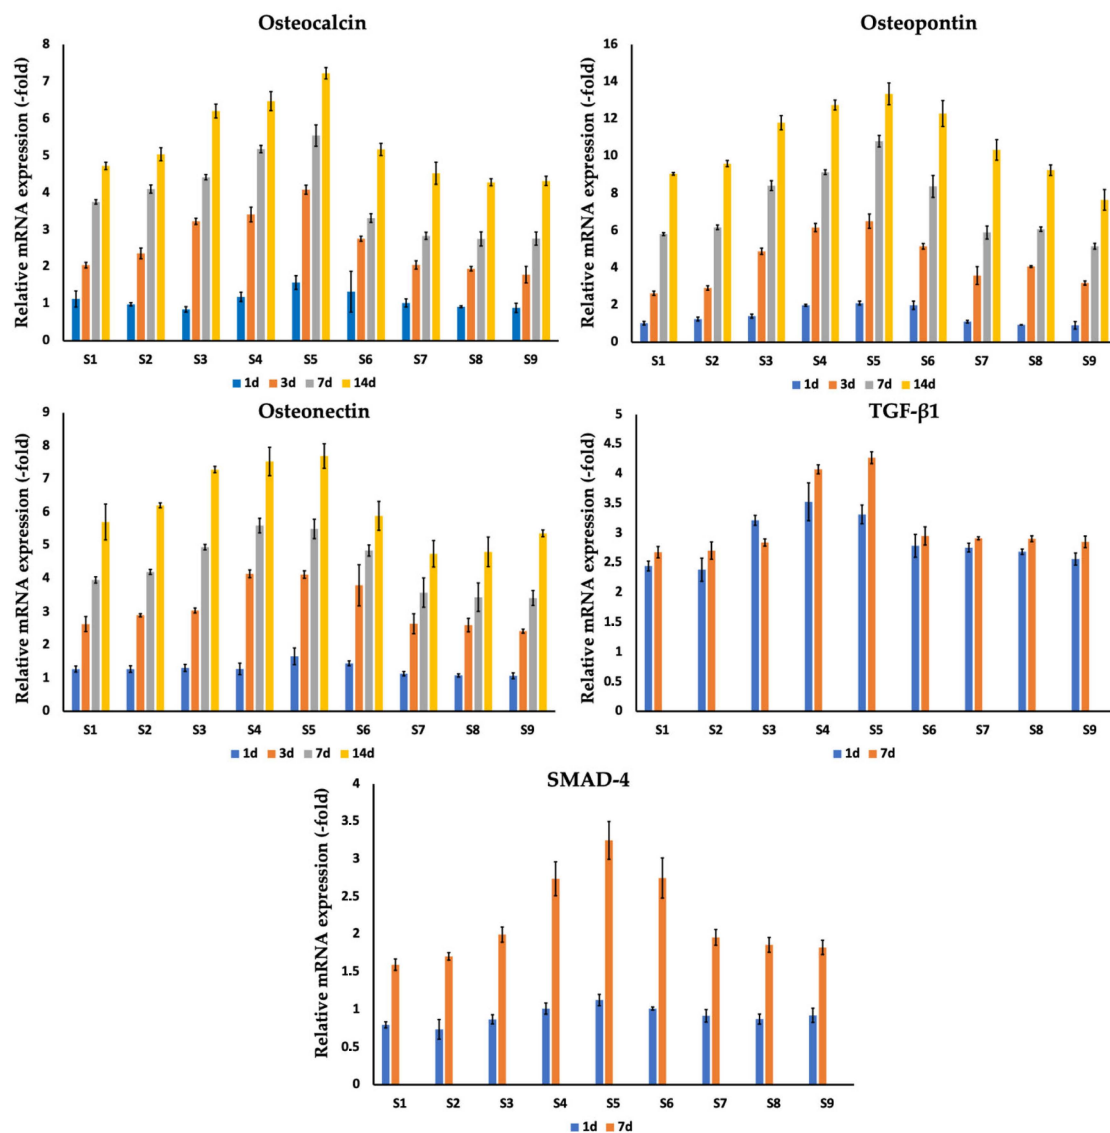 Osteocalcin
Relative mRNA expression (-fold)
8
7
6
5
4
3
2
1
0
S1 S2 S3 S4 S5 S6 S7 S8 S9
1d 3d 7d 14d
Osteopontin
Relative mRNA expression (-fold)
16
14
12
10
8
6
4
2
0
S1 S2 S3 S4 S5 S6 S7 S8 S9
1d 3d 7d 14d
Osteonectin
Relative mRNA expression (-fold)
9
8
7
6
5
4
3
2
1
0
S1 S2 S3 S4 S5 S6 S7 S8 S9
1d 3d 7d 14d
TGF-β1
Relative mRNA expression (-fold)
5
4.5
4
3.5
3
2.5
2
1.5
1
0.5
0
S1 S2 S3 S4 S5 S6 S7 S8 S9
1d 7d
SMAD-4
Relative mRNA expression (-fold)
4
3.5
3
2.5
2
1.5
1
0.5
0
S1 S2 S3 S4 S5 S6 S7 S8 S9
1d 7d